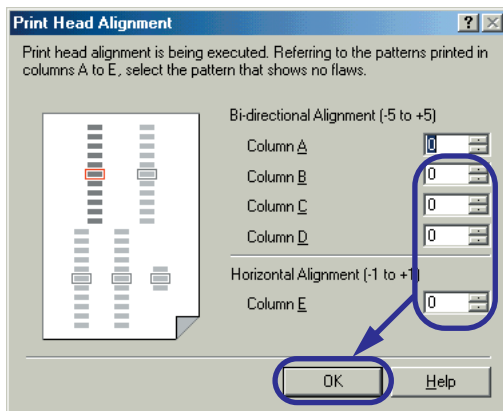 Print Head Alignment
Print head alignment is being executed. Referring to the patterns printed in
columns A to E, select the pattern that shows no flaws.
Bi-directional Alignment (-5 to +5)
Column A 0
Column B 0
Column C 0
Column D 0
Horizontal Alignment (-1 to +1)
Column E 0
OK Help